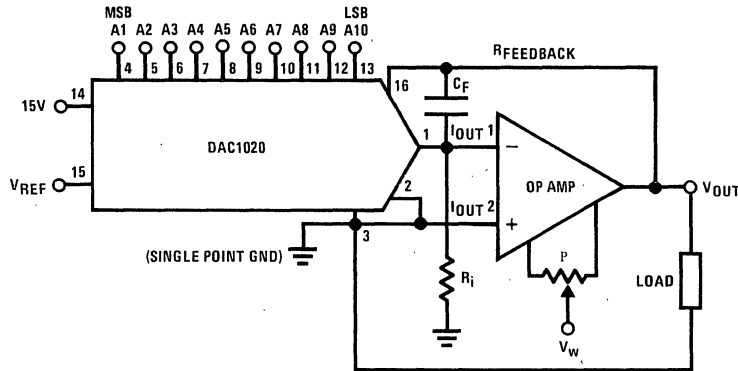 MSB LSB
A1 A2 A3 A4 A5 A6 A7 A8 A9 A10
4 5 6 7 8 9 10 11 12 13
16 RFEEDBACK
CF
15V 14
DAC1020
1 IOUT 1
−
OP AMP
VREF 15
2
IOUT 2
+
VOUT
3
(SINGLE POINT GND)
Ri
P
LOAD
VW